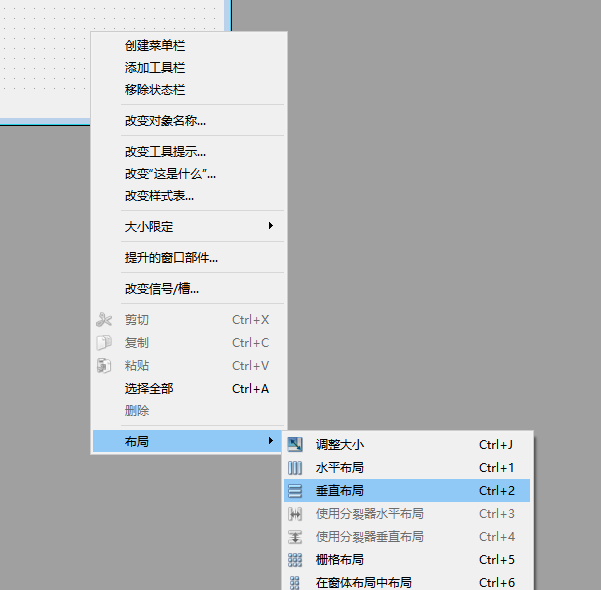 创建菜单栏
添加工具栏
移除状态栏
改变对象名称...
改变工具提示...
改变“这是什么”...
改变样式表...
大小限定
提升的窗口部件...
改变信号/槽...
剪切 Ctrl+X
复制 Ctrl+C
粘贴 Ctrl+V
选择全部 Ctrl+A
删除
布局
调整大小 Ctrl+J
水平布局 Ctrl+1
垂直布局 Ctrl+2
使用分裂器水平布局 Ctrl+3
使用分裂器垂直布局 Ctrl+4
栅格布局 Ctrl+5
在窗体布局中布局 Ctrl+6